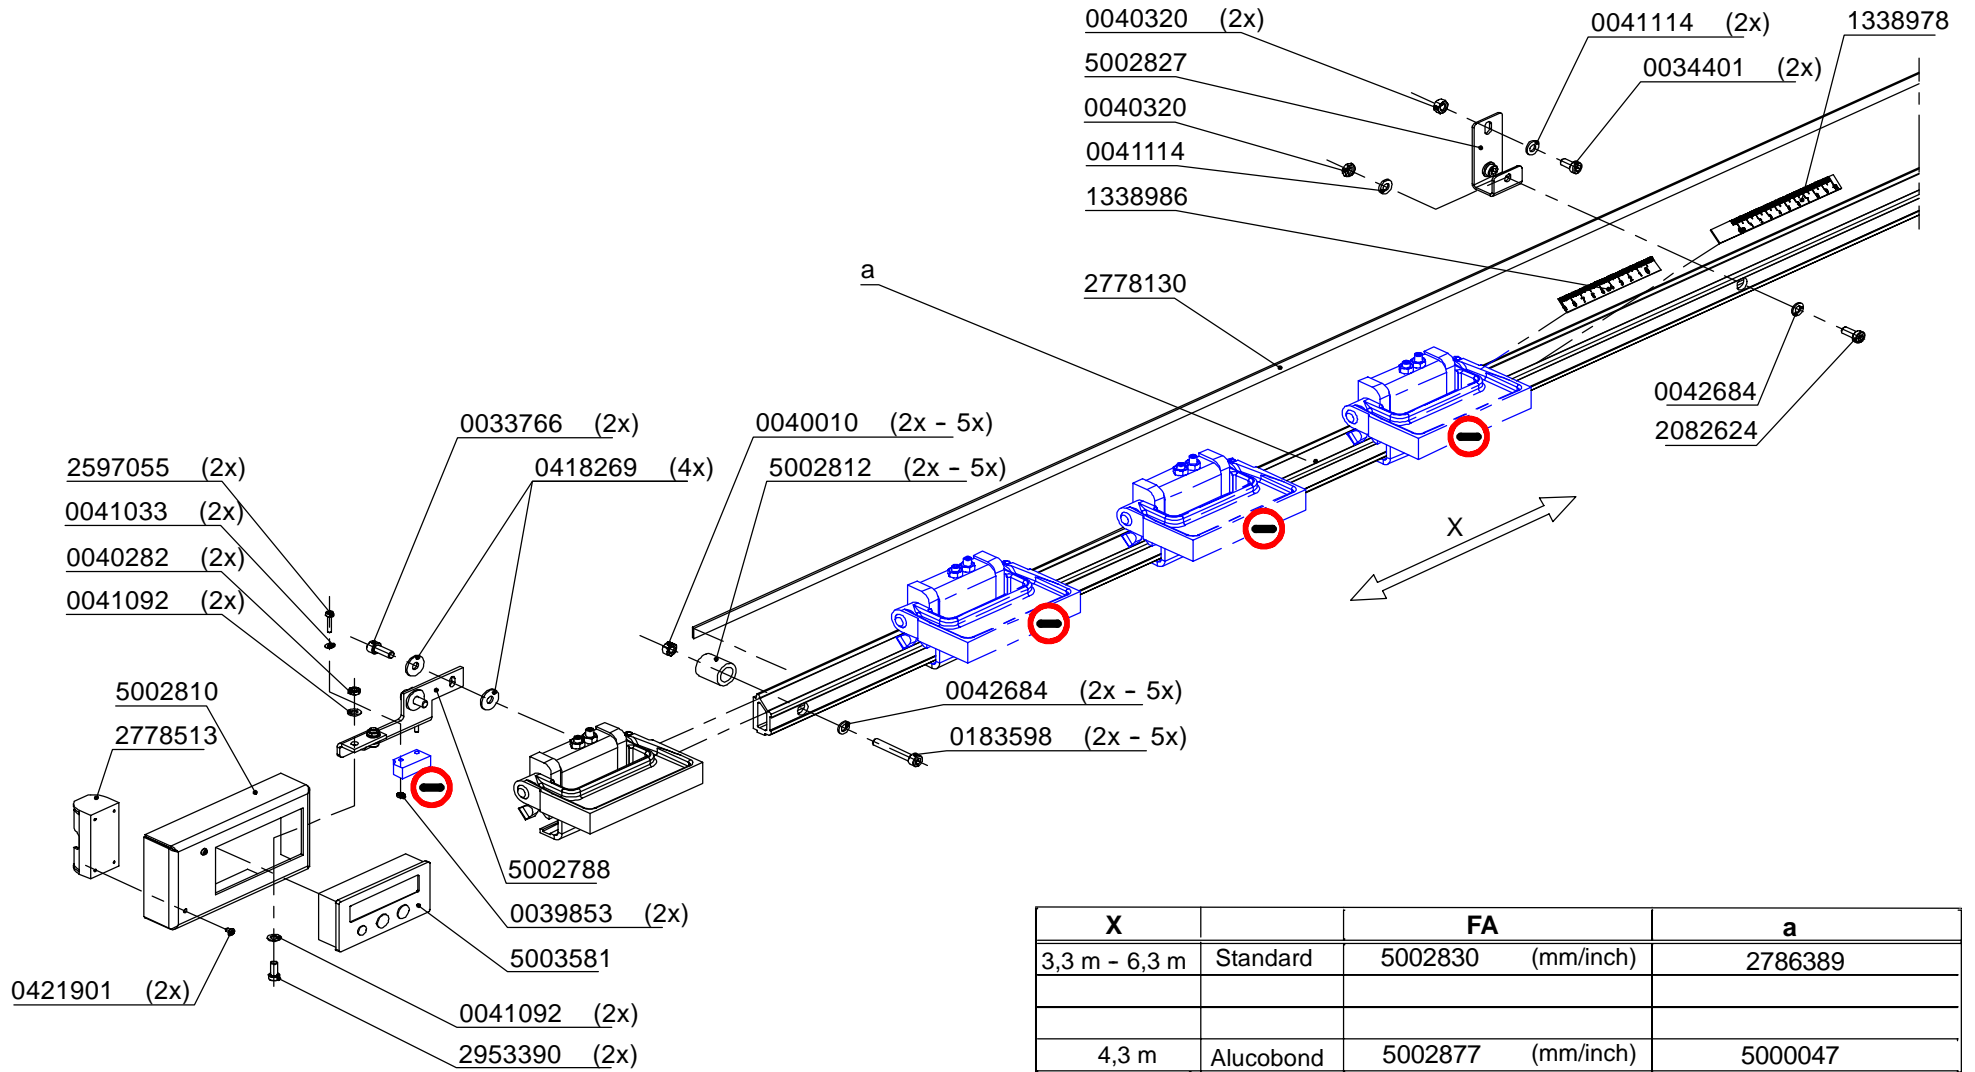 0040320 (2x)
0041114 (2x)
1338978
5002827
0034401 (2x)
0040320
0041114
1338986
a
2778130
0042684
2082624
0033766 (2x)
0040010 (2x - 5x)
2597055 (2x)
0418269 (4x)
5002812 (2x - 5x)
0041033 (2x)
X
0040282 (2x)
0041092 (2x)
5002810
0042684 (2x - 5x)
2778513
0183598 (2x - 5x)
5002788
0039853 (2x)
5003581
0421901 (2x)
0041092 (2x)
2953390 (2x)
X FA a
3,3 m - 6,3 m Standard 5002830 (mm/inch) 2786389
4,3 m Alucobond 5002877 (mm/inch) 5000047